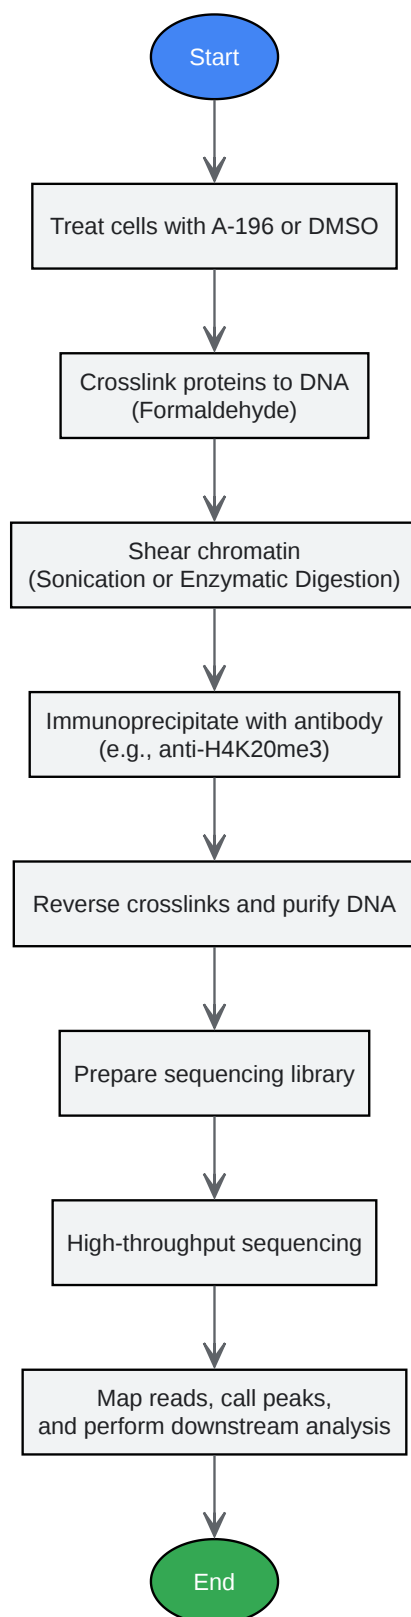 Start
Treat cells with A-196 or DMSO
Crosslink proteins to DNA
(Formaldehyde)
Shear chromatin
(Sonication or Enzymatic Digestion)
Immunoprecipitate with antibody
(e.g., anti-H4K20me3)
Reverse crosslinks and purify DNA
Prepare sequencing library
High-throughput sequencing
Map reads, call peaks,
and perform downstream analysis
End